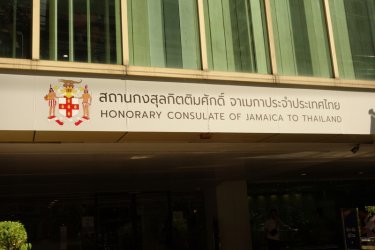 สถานกงสุลกิตติมศักดิ์ จาเมกาประจำประเทศไทย
HONORARY CONSULATE OF JAMAICA TO THAILAND